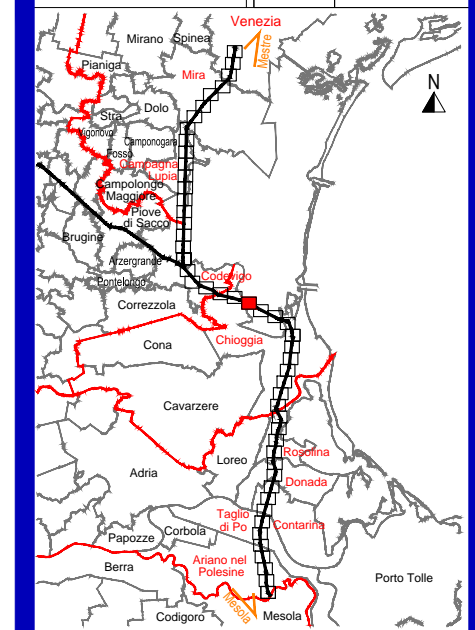 Venezia
Mirano
Spinea
Mestre
Pianiga
Mira
N
Dolo
Stra
Vigonovo
Camponogara
Fosso
Campagna
Lupia
Campolongo
Maggiore
Piove
di Sacco
Brugine
Arzergrande
Codevigo
Pontelongo
Correzzola
Chioggia
Cona
Cavarzere
Rosolina
Loreo
Adria
Donada
Taglio
di Po
Contarina
Corbola
Papozze
Ariano nel
Polesine
Berra
Porto Tolle
Mesola
Mesola
Codigoro